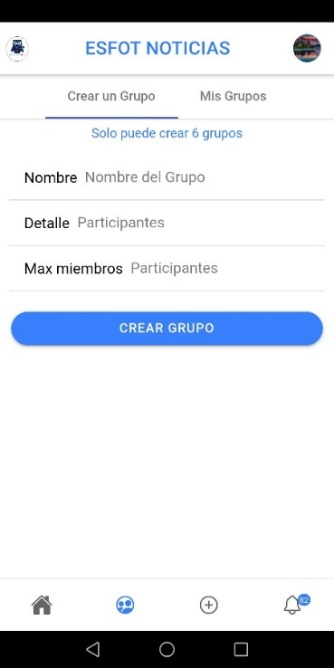 ESFOT NOTICIAS
Crear un Grupo Mis Grupos
Solo puede crear 6 grupos
Nombre Nombre del Grupo
Detalle Participantes
Max miembros Participantes
CREAR GRUPO